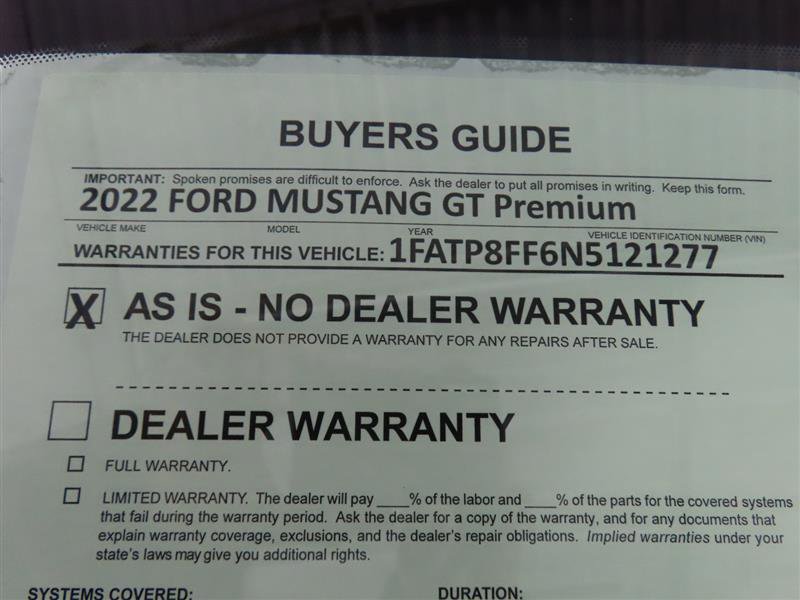 BUYERS GUIDE
IMPORTANT: Spoken promises are difficult to enforce. Ask the dealer to put all promises in writing. Keep this form.
2022 FORD MUSTANG GT Premium
VEHICLE MAKE MODEL YEAR VEHICLE IDENTIFICATION NUMBER (VIN)
WARRANTIES FOR THIS VEHICLE: 1FATP8FF6N5121277
X AS IS - NO DEALER WARRANTY
THE DEALER DOES NOT PROVIDE A WARRANTY FOR ANY REPAIRS AFTER SALE.
DEALER WARRANTY
FULL WARRANTY.
LIMITED WARRANTY. The dealer will pay ____% of the labor and ____% of the parts for the covered systems
that fail during the warranty period. Ask the dealer for a copy of the warranty, and for any documents that
explain warranty coverage, exclusions, and the dealer's repair obligations. Implied warranties under your
state's laws may give you additional rights.
SYSTEMS COVERED: DURATION: